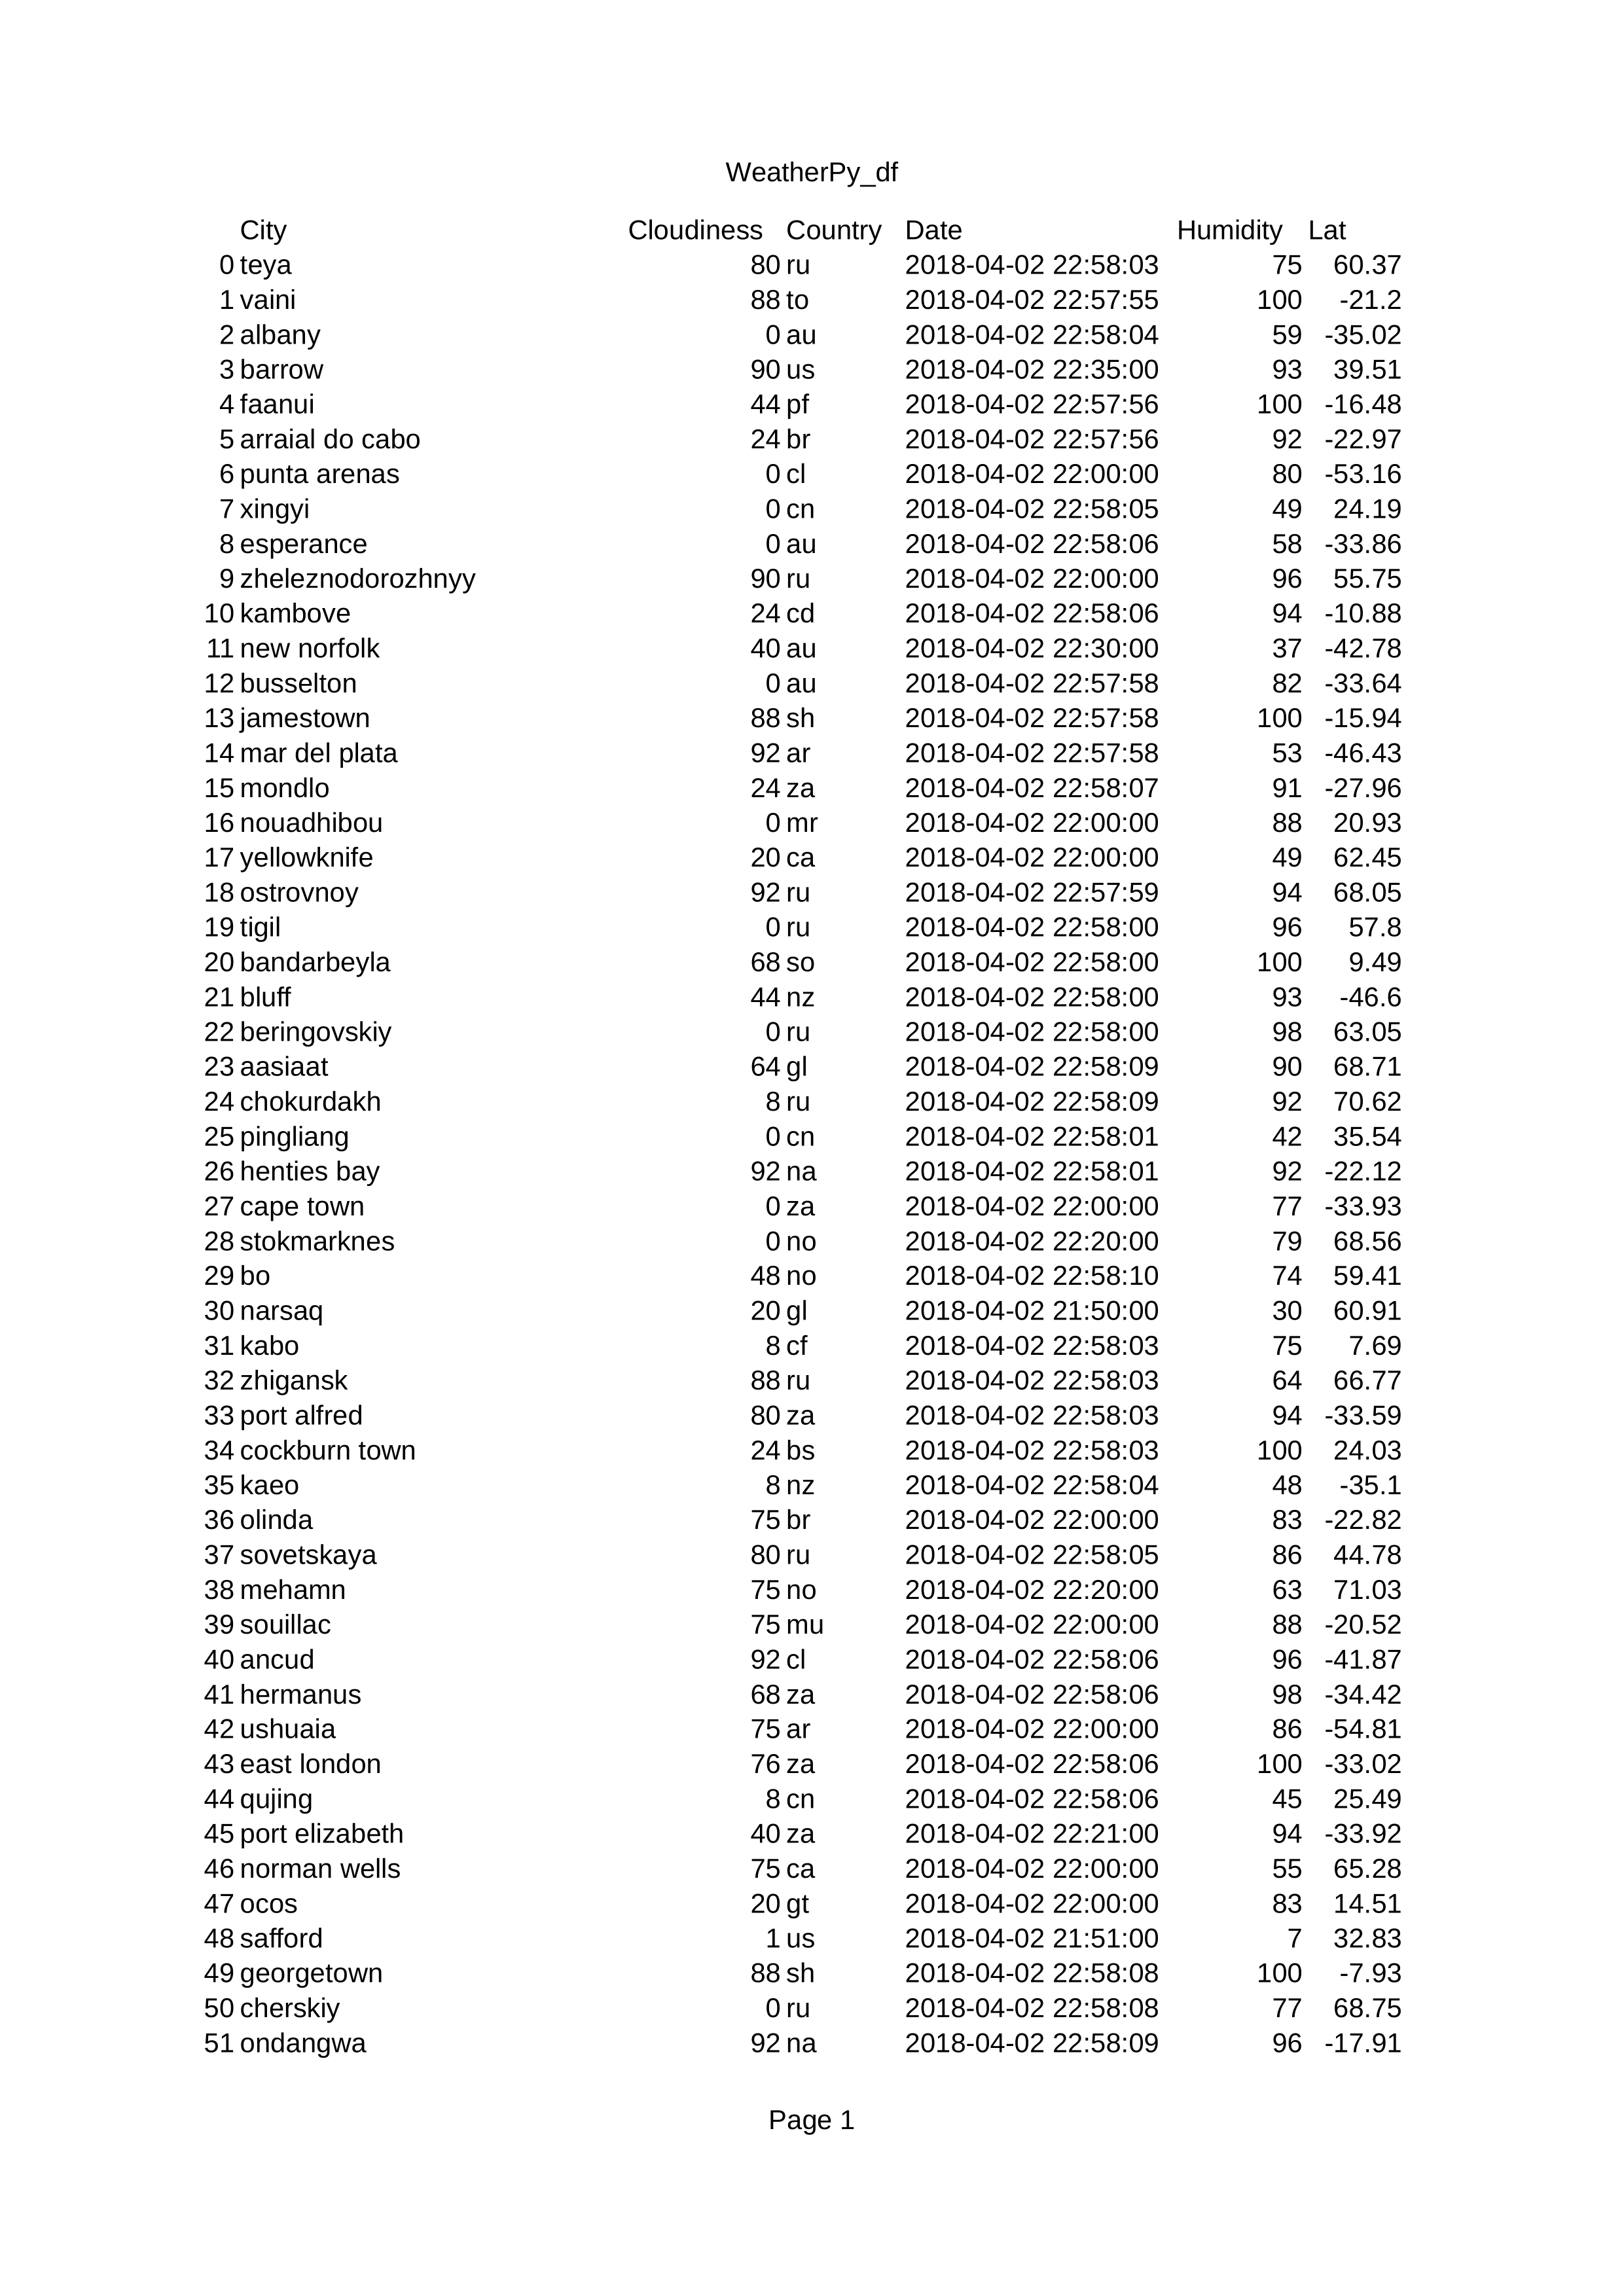 WeatherPy_df
City Cloudiness Country Date Humidity Lat
0 teya 80 ru 2018-04-02 22:58:03 75 60.37
1 vaini 88 to 2018-04-02 22:57:55 100 -21.2
2 albany 0 au 2018-04-02 22:58:04 59 -35.02
3 barrow 90 us 2018-04-02 22:35:00 93 39.51
4 faanui 44 pf 2018-04-02 22:57:56 100 -16.48
5 arraial do cabo 24 br 2018-04-02 22:57:56 92 -22.97
6 punta arenas 0 cl 2018-04-02 22:00:00 80 -53.16
7 xingyi 0 cn 2018-04-02 22:58:05 49 24.19
8 esperance 0 au 2018-04-02 22:58:06 58 -33.86
9 zheleznodorozhnyy 90 ru 2018-04-02 22:00:00 96 55.75
10 kambove 24 cd 2018-04-02 22:58:06 94 -10.88
11 new norfolk 40 au 2018-04-02 22:30:00 37 -42.78
12 busselton 0 au 2018-04-02 22:57:58 82 -33.64
13 jamestown 88 sh 2018-04-02 22:57:58 100 -15.94
14 mar del plata 92 ar 2018-04-02 22:57:58 53 -46.43
15 mondlo 24 za 2018-04-02 22:58:07 91 -27.96
16 nouadhibou 0 mr 2018-04-02 22:00:00 88 20.93
17 yellowknife 20 ca 2018-04-02 22:00:00 49 62.45
18 ostrovnoy 92 ru 2018-04-02 22:57:59 94 68.05
19 tigil 0 ru 2018-04-02 22:58:00 96 57.8
20 bandarbeyla 68 so 2018-04-02 22:58:00 100 9.49
21 bluff 44 nz 2018-04-02 22:58:00 93 -46.6
22 beringovskiy 0 ru 2018-04-02 22:58:00 98 63.05
23 aasiaat 64 gl 2018-04-02 22:58:09 90 68.71
24 chokurdakh 8 ru 2018-04-02 22:58:09 92 70.62
25 pingliang 0 cn 2018-04-02 22:58:01 42 35.54
26 henties bay 92 na 2018-04-02 22:58:01 92 -22.12
27 cape town 0 za 2018-04-02 22:00:00 77 -33.93
28 stokmarknes 0 no 2018-04-02 22:20:00 79 68.56
29 bo 48 no 2018-04-02 22:58:10 74 59.41
30 narsaq 20 gl 2018-04-02 21:50:00 30 60.91
31 kabo 8 cf 2018-04-02 22:58:03 75 7.69
32 zhigansk 88 ru 2018-04-02 22:58:03 64 66.77
33 port alfred 80 za 2018-04-02 22:58:03 94 -33.59
34 cockburn town 24 bs 2018-04-02 22:58:03 100 24.03
35 kaeo 8 nz 2018-04-02 22:58:04 48 -35.1
36 olinda 75 br 2018-04-02 22:00:00 83 -22.82
37 sovetskaya 80 ru 2018-04-02 22:58:05 86 44.78
38 mehamn 75 no 2018-04-02 22:20:00 63 71.03
39 souillac 75 mu 2018-04-02 22:00:00 88 -20.52
40 ancud 92 cl 2018-04-02 22:58:06 96 -41.87
41 hermanus 68 za 2018-04-02 22:58:06 98 -34.42
42 ushuaia 75 ar 2018-04-02 22:00:00 86 -54.81
43 east london 76 za 2018-04-02 22:58:06 100 -33.02
44 qujing 8 cn 2018-04-02 22:58:06 45 25.49
45 port elizabeth 40 za 2018-04-02 22:21:00 94 -33.92
46 norman wells 75 ca 2018-04-02 22:00:00 55 65.28
47 ocos 20 gt 2018-04-02 22:00:00 83 14.51
48 safford 1 us 2018-04-02 21:51:00 7 32.83
49 georgetown 88 sh 2018-04-02 22:58:08 100 -7.93
50 cherskiy 0 ru 2018-04-02 22:58:08 77 68.75
51 ondangwa 92 na 2018-04-02 22:58:09 96 -17.91
Page 1